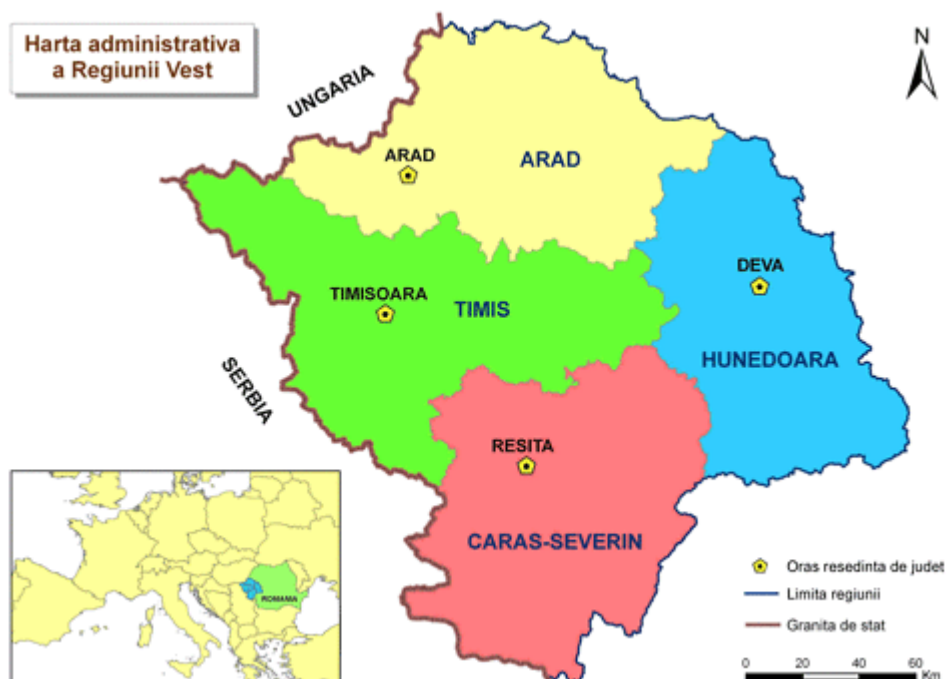 Harta administrativa
a Regiunii Vest
N
UNGARIA
ARAD
ARAD
DEVA
TIMISOARA
TIMIS
HUNEDOARA
SERBIA
RESITA
CARAS-SEVERIN
ROMANIA
Oras resedinta de judet
Limita regiunii
Granita de stat
0 20 40 60
Km